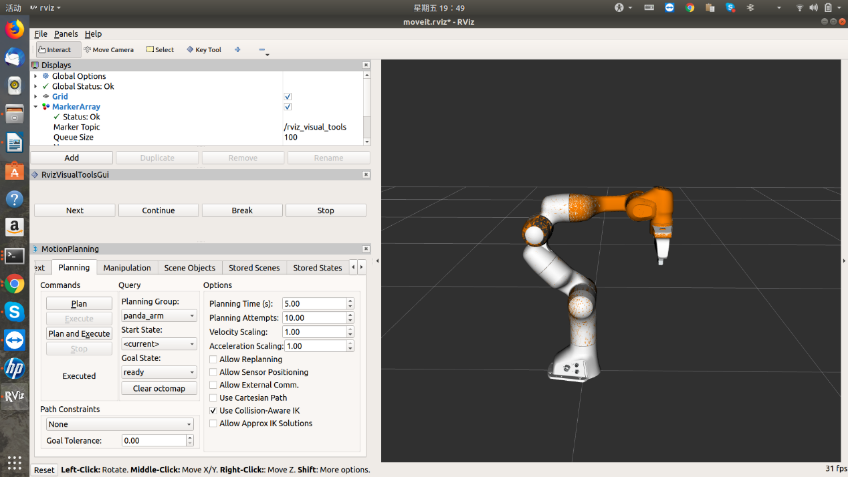 活动
rviz
星期五 19：49
moveit.rviz* - RViz
File Panels Help
Interact Move Camera Select Key Tool
Displays
Global Options
Global Status: Ok
Grid
MarkerArray
Status: Ok
Marker Topic /rviz_visual_tools
Queue Size 100
Add Duplicate Remove Rename
RvizVisualToolsGui
Next Continue Break Stop
MotionPlanning
ext Planning Manipulation Scene Objects Stored Scenes Stored States
Commands Query Options
Plan
Execute
Plan and Execute
Stop
Executed
Planning Group:
panda_arm
Start State:
<current>
Goal State:
ready
Clear octomap
Planning Time (s): 5.00
Planning Attempts: 10.00
Velocity Scaling: 1.00
Acceleration Scaling: 1.00
Allow Replanning
Allow Sensor Positioning
Allow External Comm.
Use Cartesian Path
Use Collision-Aware IK
Allow Approx IK Solutions
Path Constraints
None
Goal Tolerance: 0.00
Reset Left-Click: Rotate. Middle-Click: Move X/Y. Right-Click:: Move Z. Shift: More options.
31 fps